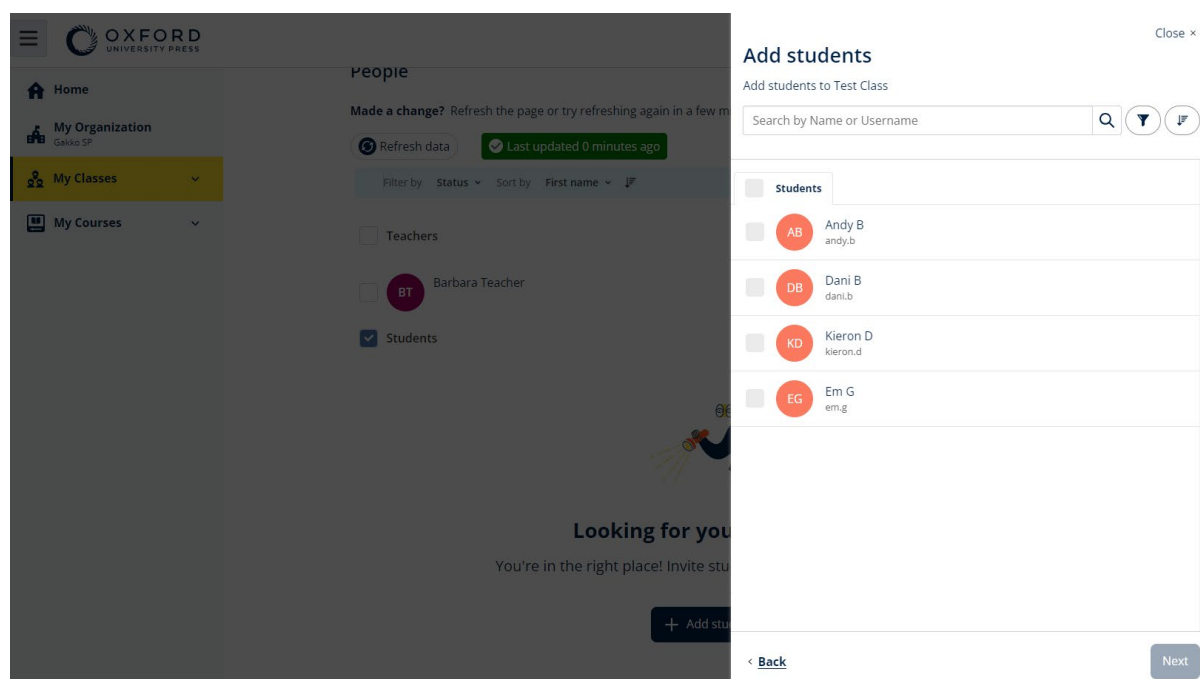 OXFORD
UNIVERSITY PRESS
Home
My Organization
Gakko SP
My Classes
My Courses
People
Made a change? Refresh the page or try refreshing again in a few
Refresh data
Last updated 0 minutes ago
Filter by Status Sort by First name
Teachers
BT
Barbara Teacher
Students
Looking for
You're in the right place! Invite
+ Add
Close ×
Add students
Add students to Test Class
Search by Name or Username
Students
AB
Andy B
andy.b
DB
Dani B
dani.b
KD
Kieron D
kieron.d
EG
Em G
em.g
< Back
Next